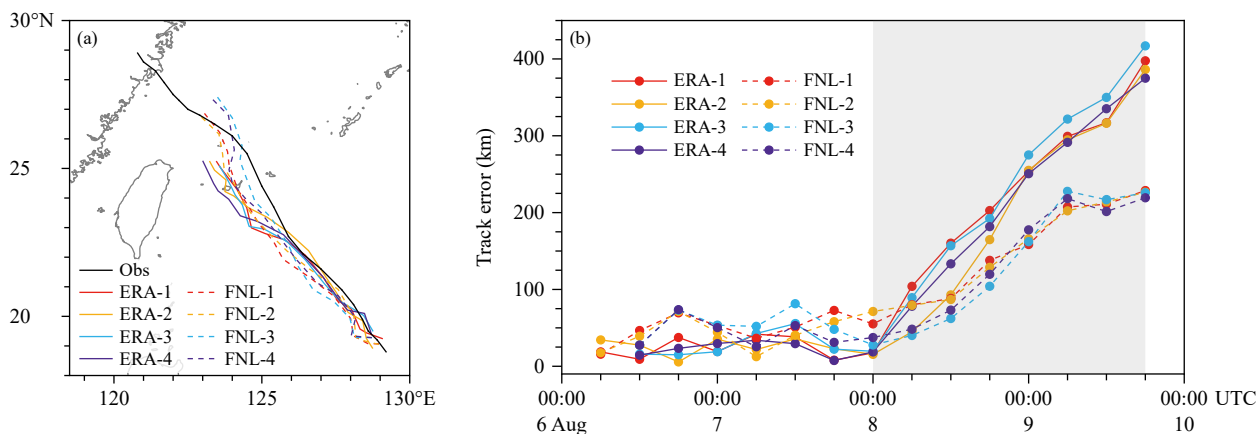 30°N
(a)
25
20
120
125
130°E
Obs
ERA-1 FNL-1
ERA-2 FNL-2
ERA-3 FNL-3
ERA-4 FNL-4
(b)
Track error (km)
400
300
200
100
0
ERA-1 FNL-1
ERA-2 FNL-2
ERA-3 FNL-3
ERA-4 FNL-4
00:00 00:00 00:00 00:00 00:00 UTC
6 Aug 7 8 9 10